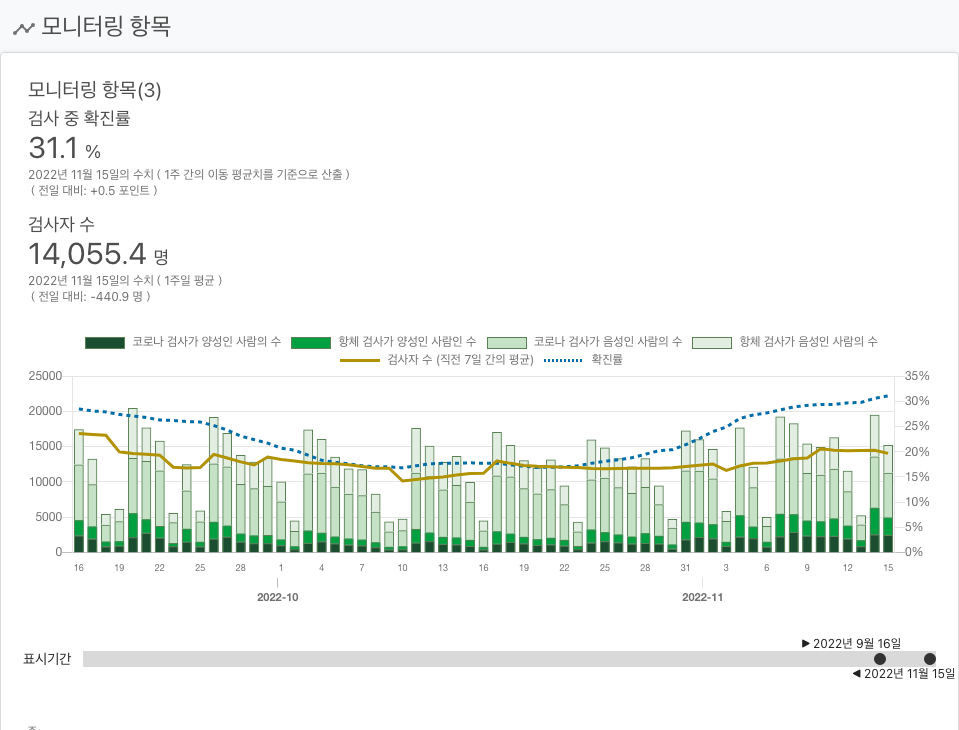 모니터링 항목
모니터링 항목(3)
검사 중 확진률
31.1 %
2022년 11월 15일의 수치 ( 1주 간의 이동 평균치를 기준으로 산출 )
( 전일 대비: +0.5 포인트 )
검사자 수
14,055.4 명
2022년 11월 15일의 수치 ( 1주일 평균 )
( 전일 대비: -440.9 명 )
코로나 검사가 양성인 사람의 수 항체 검사가 양성인 사람인 수 코로나 검사가 음성인 사람의 수 항체 검사가 음성인 사람의 수
검사자 수 (직전 7일 간의 평균) 확진률
25000 35%
30%
20000
25%
15000
20%
10000 15%
10%
5000
5%
0 0%
16 19 22 25 28 1 4 7 10 13 16 19 22 25 28 31 3 6 9 12 15
2022-10 2022-11
▶ 2022년 9월 16일
표시기간
◀ 2022년 11월 15일